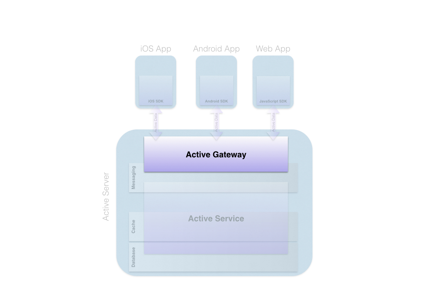 iOS App
Android App
Web App
iOS SDK
Android SDK
JavaScript SDK
Active Gateway
Messaging
Active Server
Active Service
Cache
Database